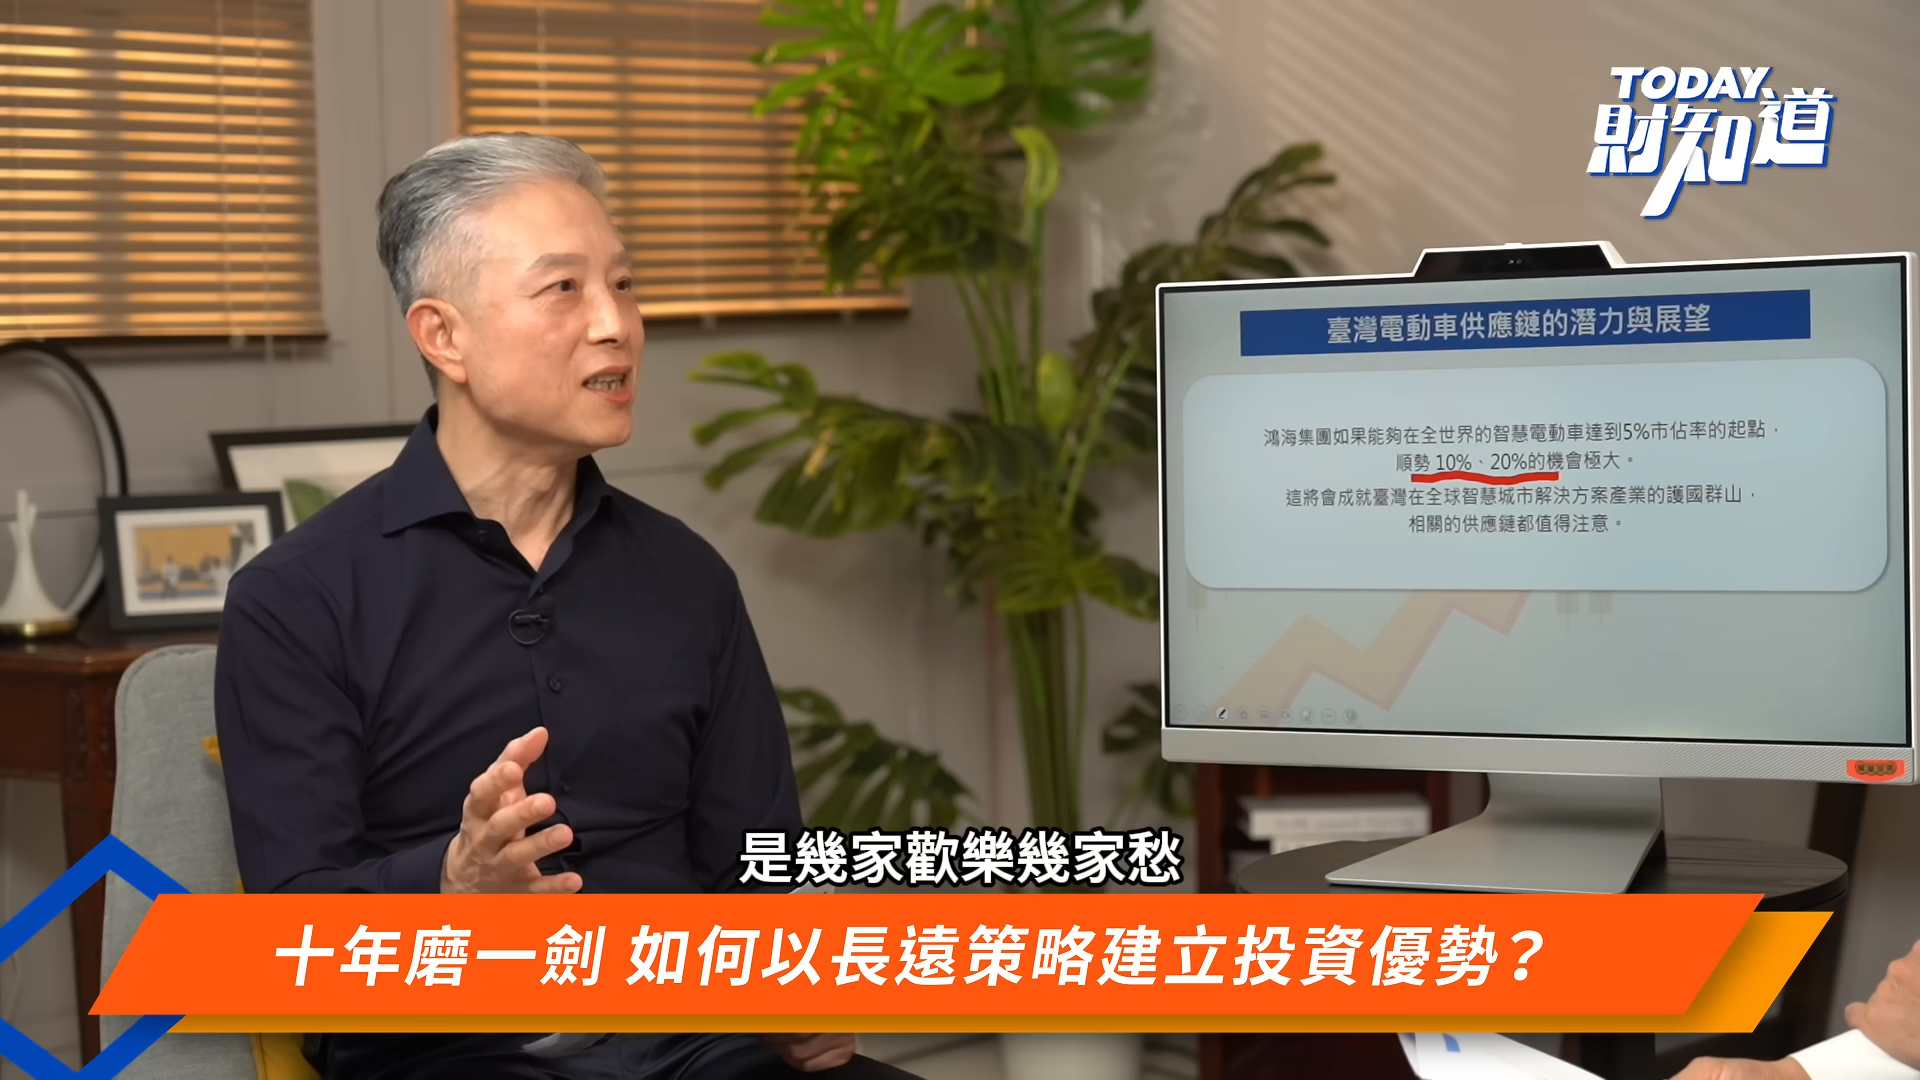 TODAY
財知道
臺灣電動車供應鏈的潛力與展望
鴻海集團如果能夠在全世界的智慧電動車達到5%市佔率的起點，
順勢 10%、20%的機會極大。
這將會成就臺灣在全球智慧城市解決方案產業的護國群山，
相關的供應鏈都值得注意。
是幾家歡樂幾家愁
十年磨一劍 如何以長遠策略建立投資優勢？